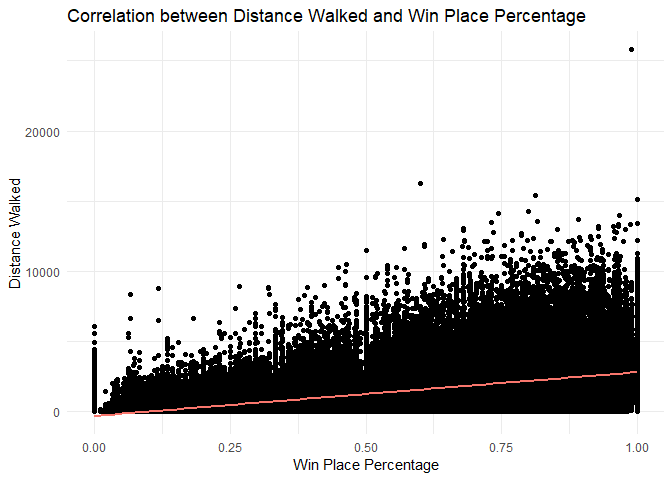 Correlation between Distance Walked and Win Place Percentage
Distance Walked
20000
10000
0
0.00 0.25 0.50 0.75 1.00
Win Place Percentage